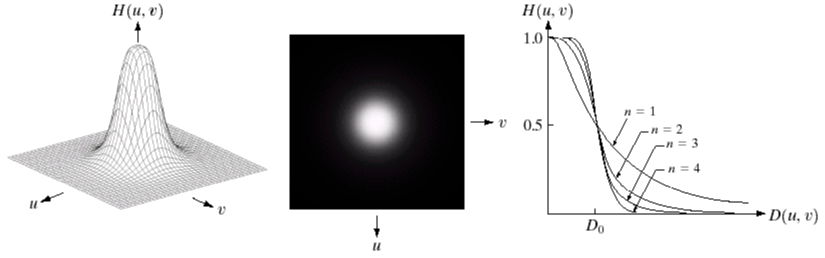 H(u, v)
u
v
v
u
H(u, v)
1.0
0.5
n = 1
n = 2
n = 3
n = 4
D₀
D(u, v)